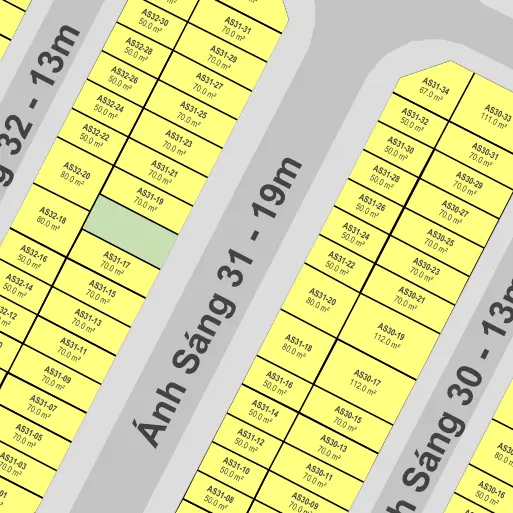 AS32-30
50.0 m²
AS32-28
50.0 m²
AS32-26
50.0 m²
AS32-24
50.0 m²
AS32-22
50.0 m²
AS32-20
80.0 m²
AS32-18
80.0 m²
AS32-16
50.0 m²
AS32-14
50.0 m²
AS31-31
70.0 m²
AS31-29
70.0 m²
AS31-27
70.0 m²
AS31-25
70.0 m²
AS31-23
70.0 m²
AS31-21
70.0 m²
AS31-19
70.0 m²
AS31-17
70.0 m²
AS31-15
70.0 m²
AS31-13
70.0 m²
AS31-11
70.0 m²
AS31-09
70.0 m²
AS31-07
70.0 m²
AS31-05
70.0 m²
AS31-03
70.0 m²
32 - 13m
Ánh Sáng 31 - 19m
AS31-34
67.0 m²
AS31-32
50.0 m²
AS31-30
50.0 m²
AS31-28
50.0 m²
AS31-26
50.0 m²
AS31-24
50.0 m²
AS31-22
50.0 m²
AS31-20
80.0 m²
AS31-18
80.0 m²
AS31-16
50.0 m²
AS31-14
50.0 m²
AS31-12
50.0 m²
AS31-10
50.0 m²
AS31-08
50.0 m²
AS30-33
111.0 m²
AS30-31
70.0 m²
AS30-29
70.0 m²
AS30-27
70.0 m²
AS30-25
70.0 m²
AS30-23
70.0 m²
AS30-21
70.0 m²
AS30-19
112.0 m²
AS30-17
112.0 m²
AS30-15
70.0 m²
AS30-13
70.0 m²
AS30-11
70.0 m²
AS30-09
70.0 m²
Sáng 30 - 13m
AS30-16
50.0 m²